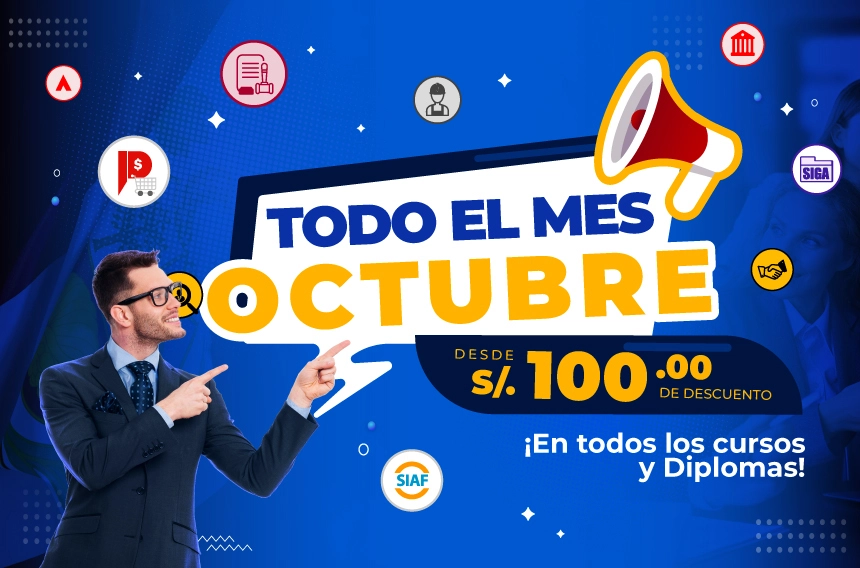 TODO EL MES
OCTUBRE
DESDE
S/. 100.00
DE DESCUENTO
¡En todos los cursos
y Diplomas!
SIGA
SIAF
P$